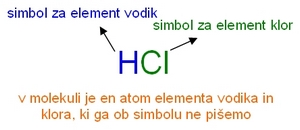 simbol za element vodik
simbol za element klor
HCl
v molekuli je en atom elementa vodika in
klora, ki ga ob simbolu ne pišemo